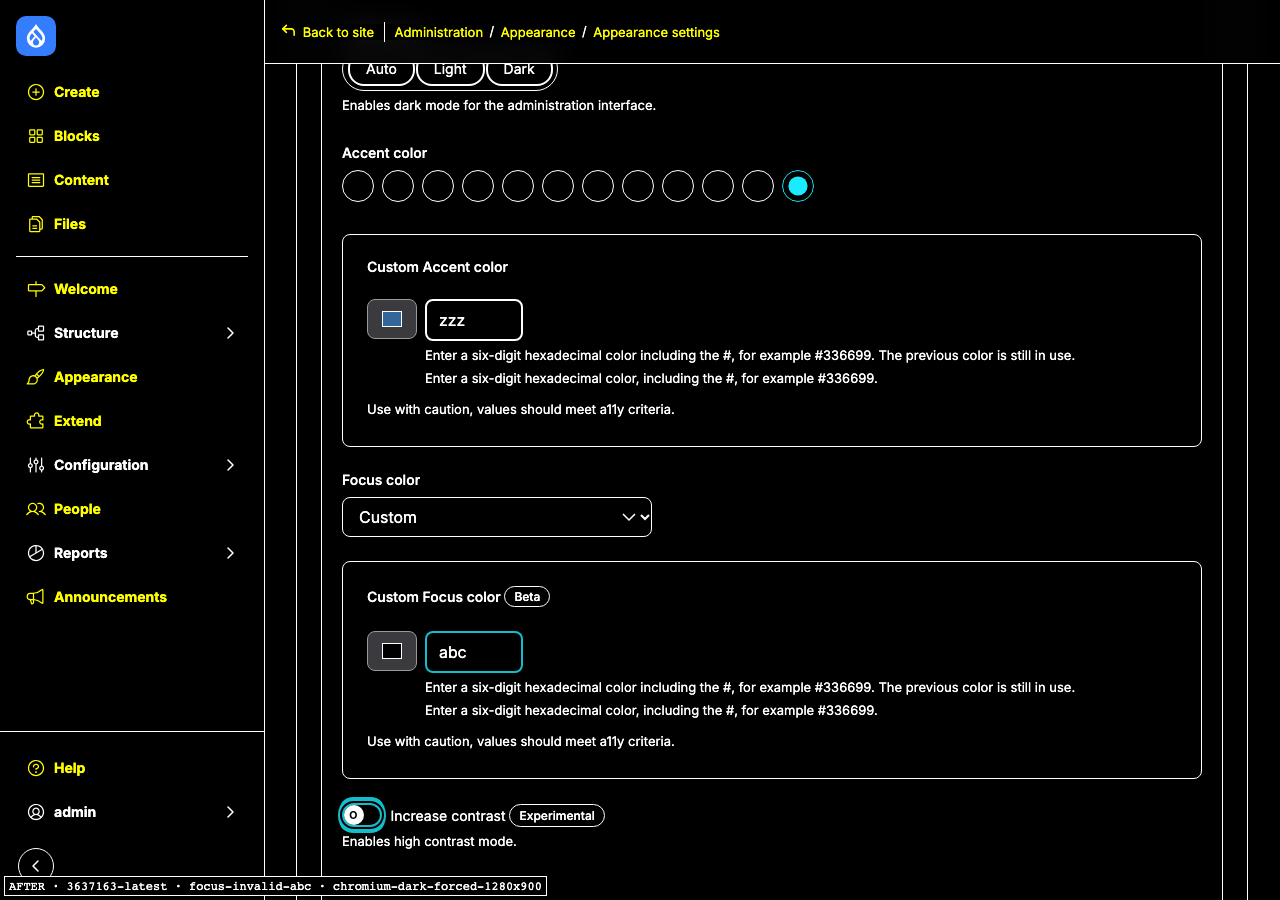 Back to site
Administration / Appearance / Appearance settings
Create
Blocks
Content
Files
Welcome
Structure
Appearance
Extend
Configuration
People
Reports
Announcements
Help
admin
Auto Light Dark
Enables dark mode for the administration interface.
Accent color
Custom Accent color
zzz
Enter a six-digit hexadecimal color including the #, for example #336699. The previous color is still in use.
Enter a six-digit hexadecimal color, including the #, for example #336699.
Use with caution, values should meet a11y criteria.
Focus color
Custom
Custom Focus color Beta
abc
Enter a six-digit hexadecimal color including the #, for example #336699. The previous color is still in use.
Enter a six-digit hexadecimal color, including the #, for example #336699.
Use with caution, values should meet a11y criteria.
Increase contrast Experimental
Enables high contrast mode.
AFTER · 3637163-latest · focus-invalid-abc · chromium-dark-forced-1280x900